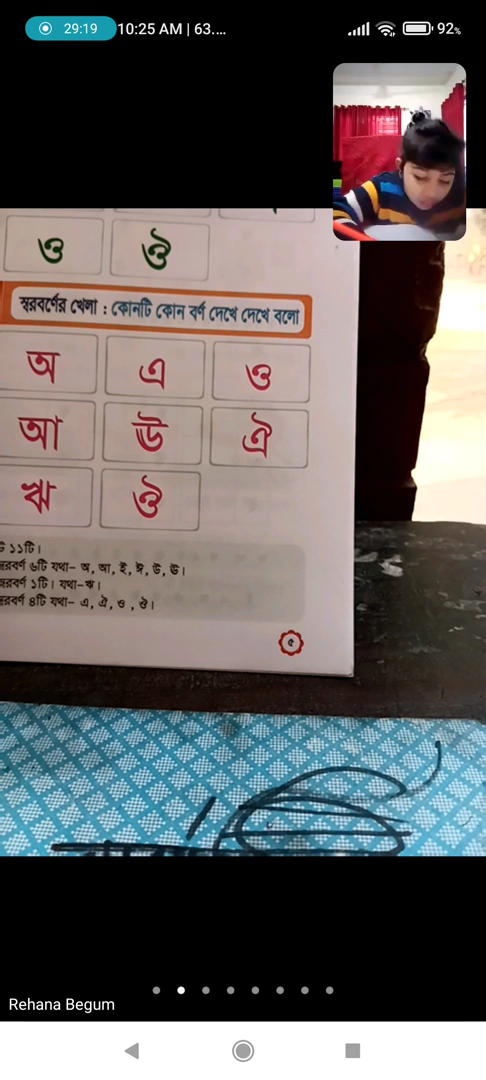 29:19 10:25 AM | 63.... 92%
ও ঔ
স্বরবর্ণের খেলা : কোনটি কোন বর্ণ দেখে দেখে বলো
অ এ ও
আ ঊ ঐ
ঋ ঔ
১১টি।
৬টি যথা- অ, আ, ই, ঈ, উ, ঊ।
১টি। যথা-ঋ।
৪টি যথা- এ, ঐ, ও , ঔ।
৫
Rehana Begum